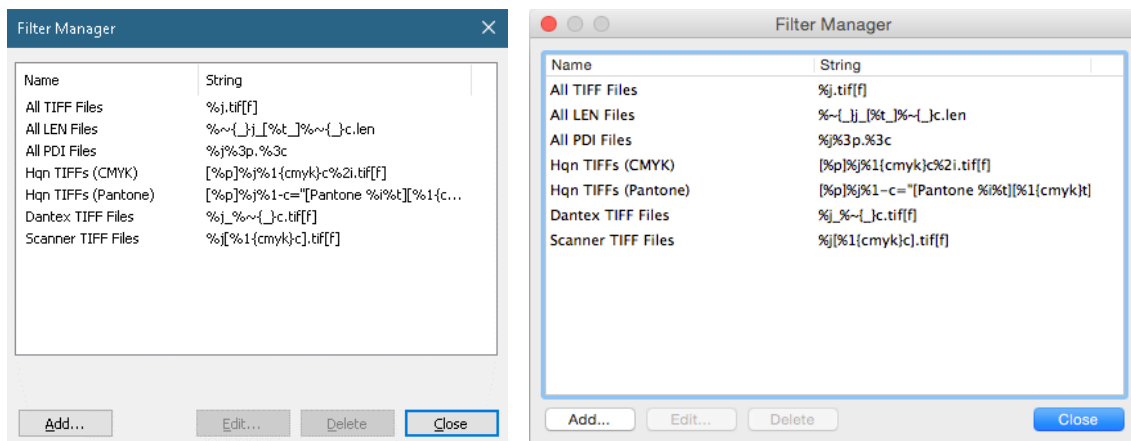 Filter Manager
Name String
All TIFF Files %j.tif[f]
All LEN Files %~{_}j_[%t_]%~{_}c.len
All PDI Files %j%3p.%3c
Hqn TIFFs (CMYK) [%p]%j%1{cmyk}c%2i.tif[f]
Hqn TIFFs (Pantone) [%p]%j%1-c="[Pantone %i%t][%1{c...
Dantex TIFF Files %j_%~{_}c.tif[f]
Scanner TIFF Files %j[%1{cmyk}c].tif[f]
Add... Edit... Delete Close
Filter Manager
Name String
All TIFF Files %j.tif[f]
All LEN Files %~{_}j_[%t_]%~{_}c.len
All PDI Files %j%3p.%3c
Hqn TIFFs (CMYK) [%p]%j%1{cmyk}c%2i.tif[f]
Hqn TIFFs (Pantone) [%p]%j%1-c="[Pantone %i%t][%1{cmyk}t]
Dantex TIFF Files %j_%~{_}c.tif[f]
Scanner TIFF Files %j[%1{cmyk}c].tif[f]
Add... Edit... Delete Close